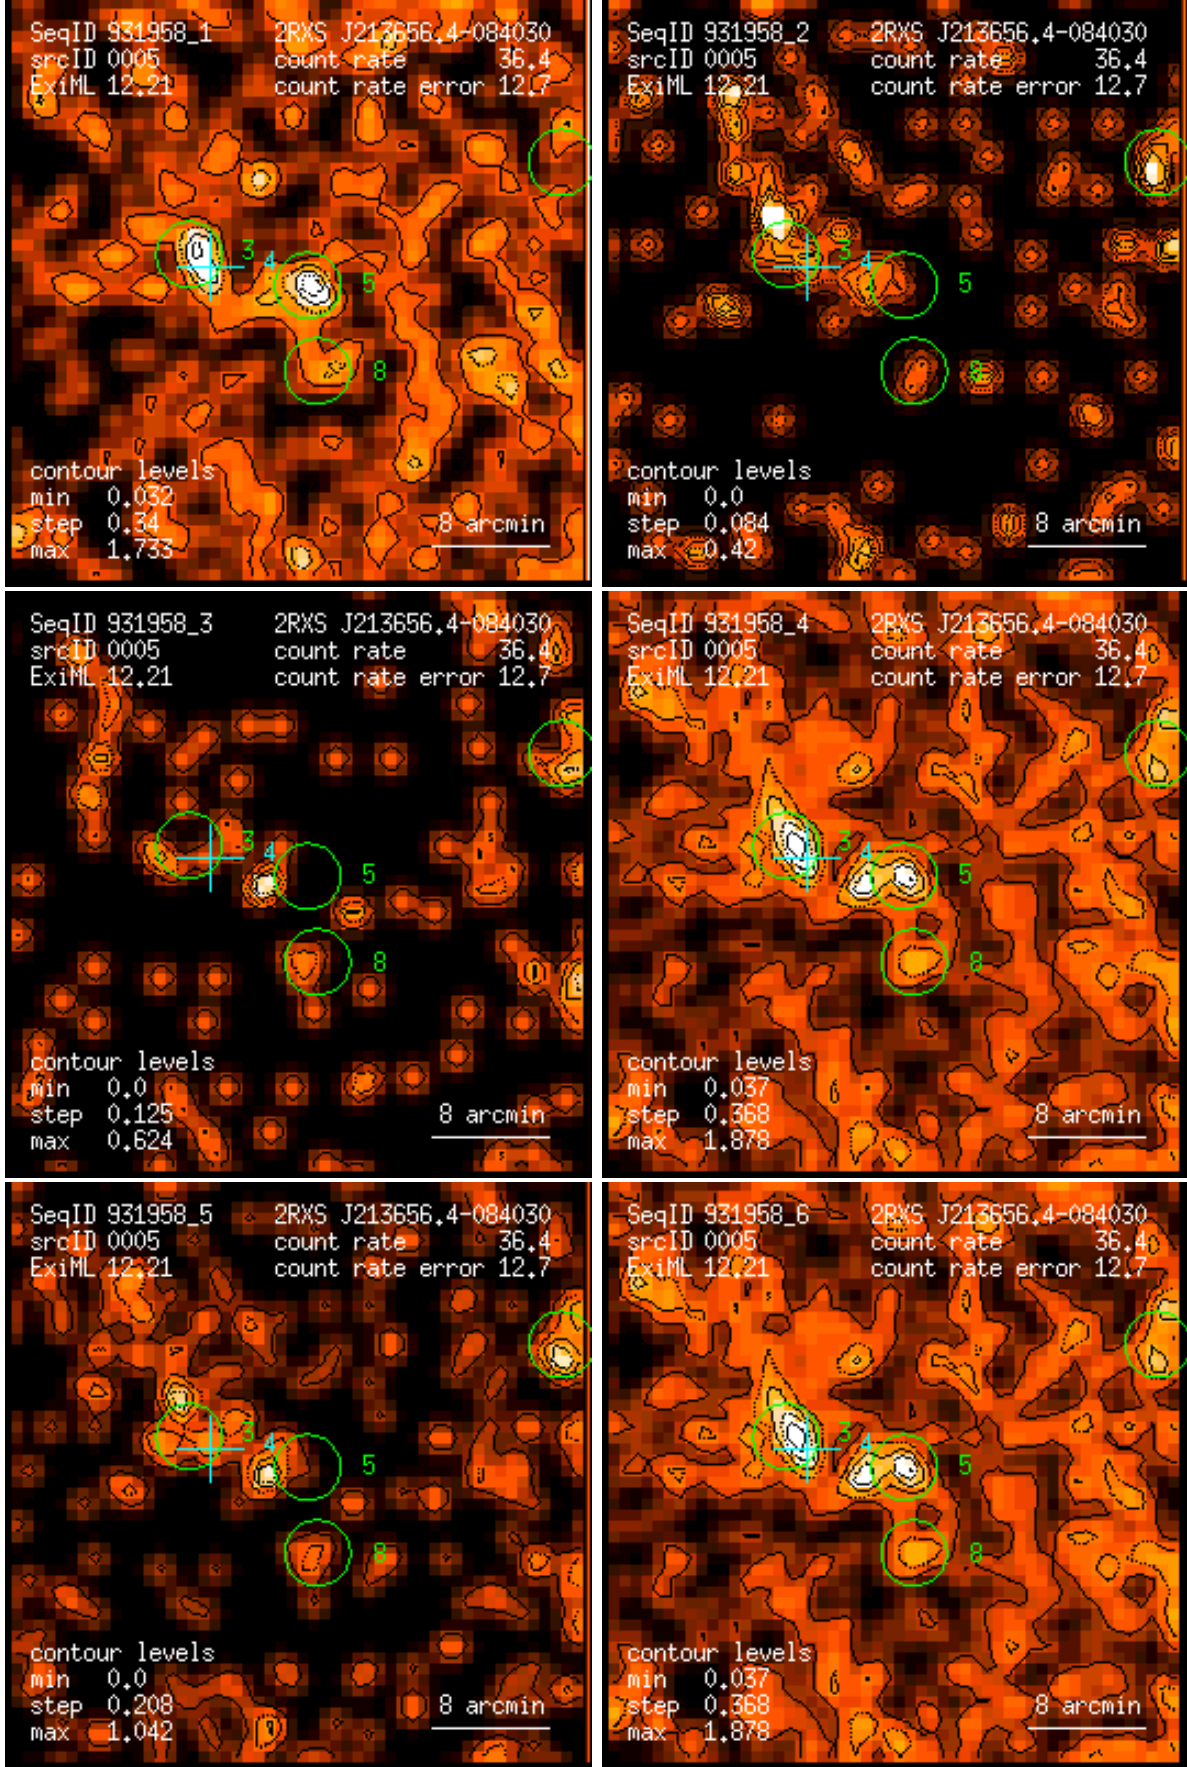 SeqID 931958_1 2RXS J213656.4-084030
srcID 0005 count rate 36.4
ExiML 12.21 count rate error 12.7
3
4
5
8
contour levels
min 0.032
step 0.34
max 1.733
8 arcmin
SeqID 931958_2 2RXS J213656.4-084030
srcID 0005 count rate 36.4
ExiML 12.21 count rate error 12.7
3
4
5
8
contour levels
min 0.0
step 0.084
max 0.42
8 arcmin
SeqID 931958_3 2RXS J213656.4-084030
srcID 0005 count rate 36.4
ExiML 12.21 count rate error 12.7
3
4
5
8
contour levels
min 0.0
step 0.125
max 0.624
8 arcmin
SeqID 931958_4 2RXS J213656.4-084030
srcID 0005 count rate 36.4
ExiML 12.21 count rate error 12.7
3
4
5
8
contour levels
min 0.037
step 0.368
max 1.878
8 arcmin
SeqID 931958_5 2RXS J213656.4-084030
srcID 0005 count rate 36.4
ExiML 12.21 count rate error 12.7
3
4
5
8
contour levels
min 0.0
step 0.208
max 1.042
8 arcmin
SeqID 931958_6 2RXS J213656.4-084030
srcID 0005 count rate 36.4
ExiML 12.21 count rate error 12.7
3
4
5
8
contour levels
min 0.037
step 0.368
max 1.878
8 arcmin